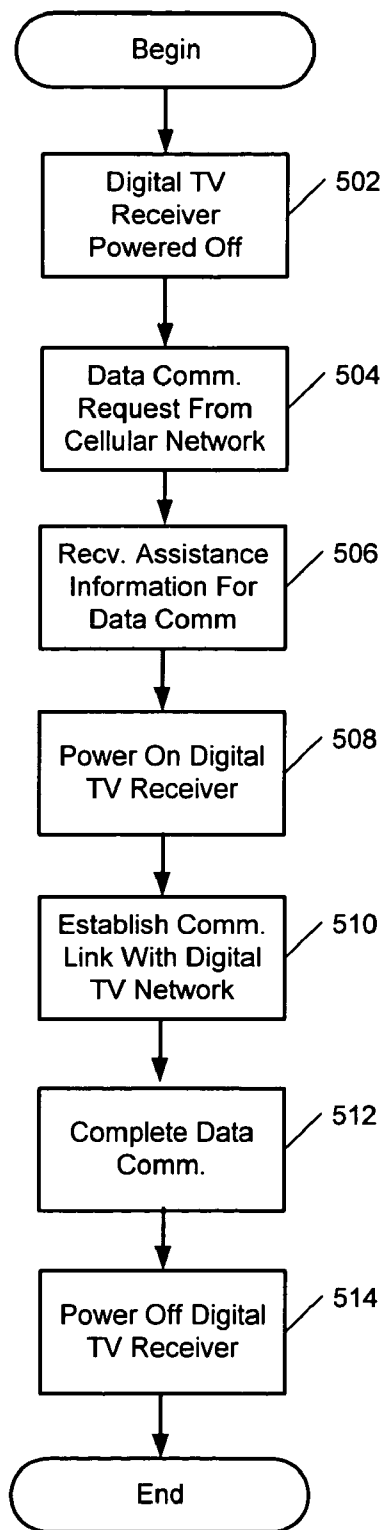 Begin
Digital TV
Receiver
Powered Off
502
Data Comm.
Request From
Cellular Network
504
Recv. Assistance
Information For
Data Comm
506
Power On Digital
TV Receiver
508
Establish Comm.
Link With Digital
TV Network
510
Complete Data
Comm.
512
Power Off Digital
TV Receiver
514
End